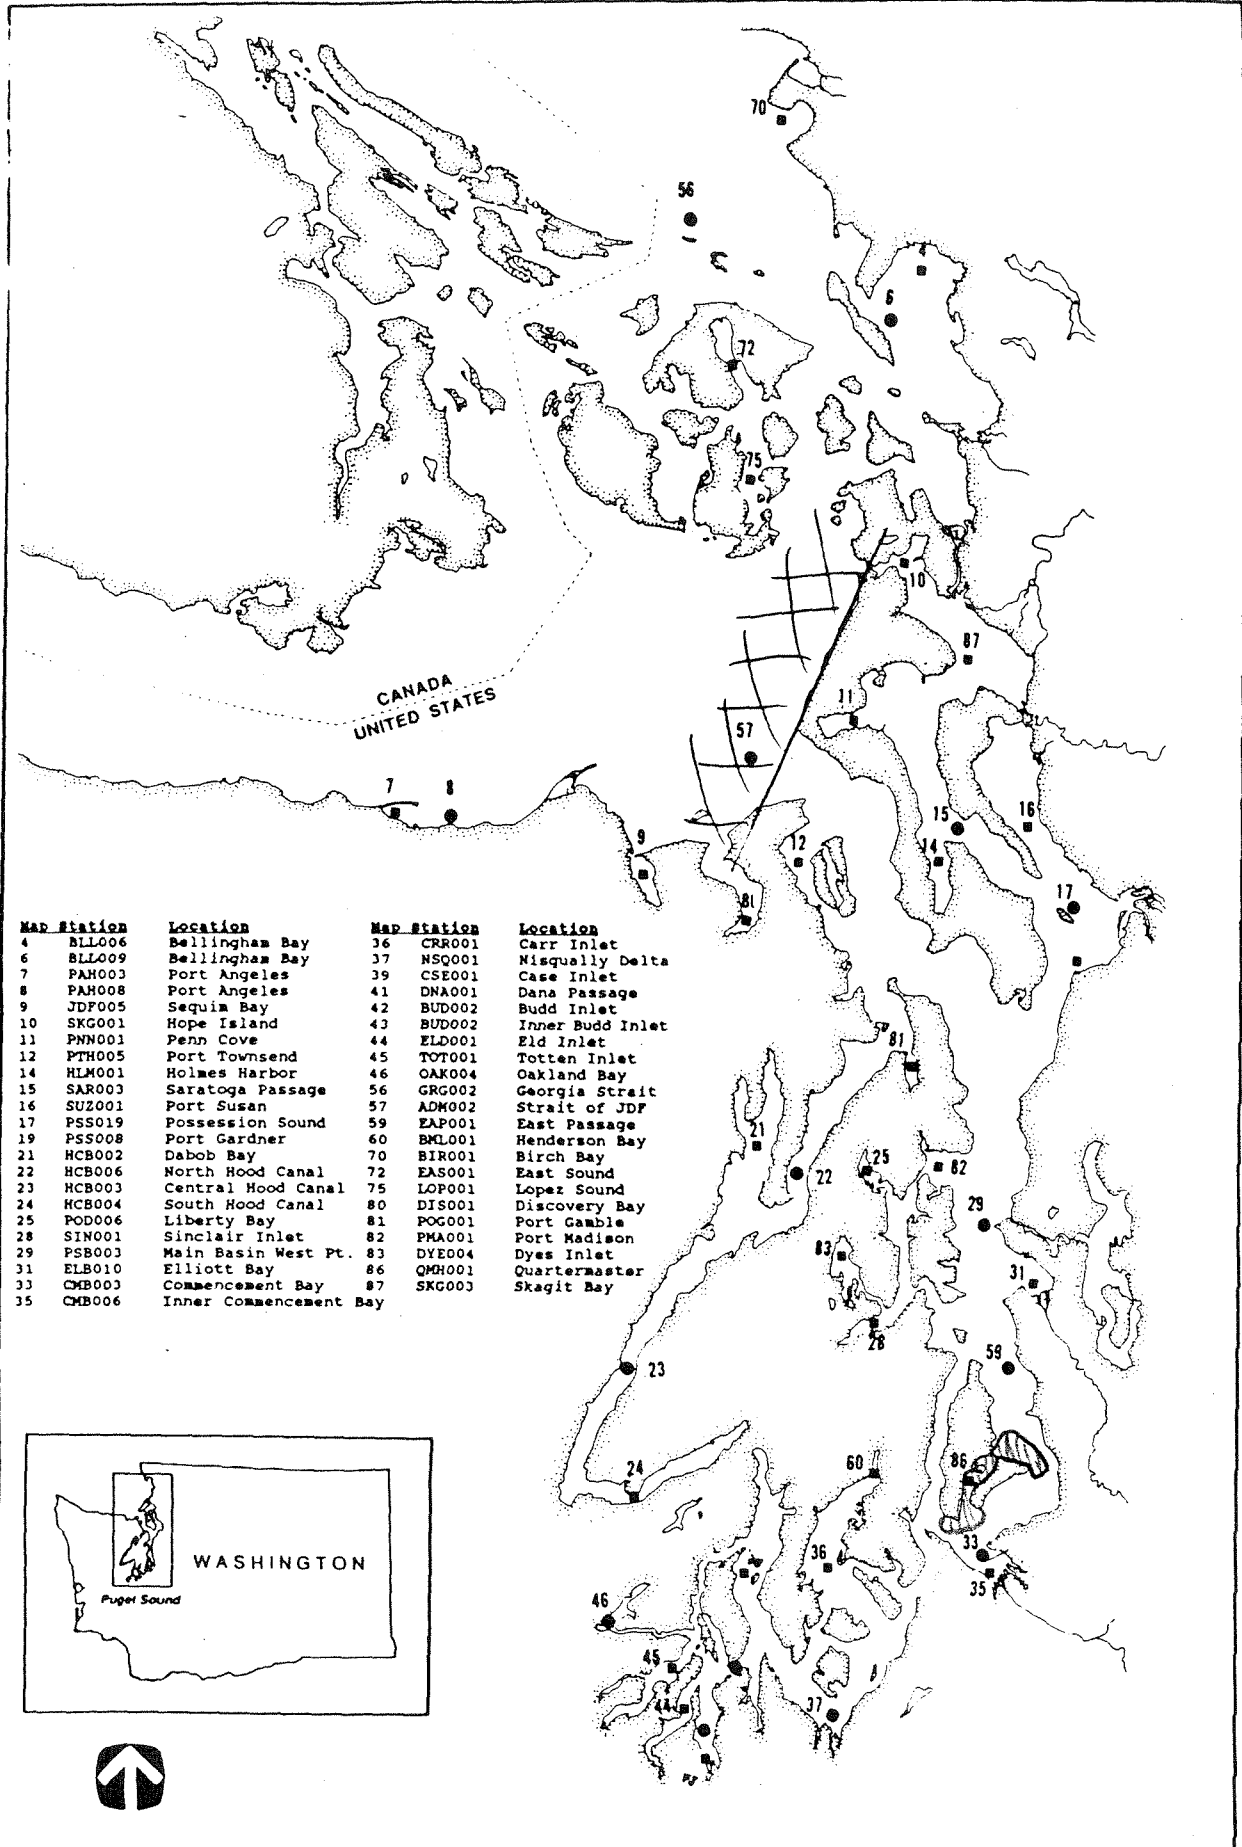 70
56
4
6
72
75
10
87
CANADA
UNITED STATES
11
57
7
8
15
16
9
12
14
17
81
Map Station Location Map Station Location
4 BLL006 Bellingham Bay 36 CRR001 Carr Inlet
6 BLL009 Bellingham Bay 37 NSQ001 Nisqually Delta
7 PAH003 Port Angeles 39 CSE001 Case Inlet
8 PAH008 Port Angeles 41 DNA001 Dana Passage
9 JDF005 Sequim Bay 42 BUD002 Budd Inlet
10 SKG001 Hope Island 43 BUD002 Inner Budd Inlet
11 PNN001 Penn Cove 44 ELD001 Eld Inlet
12 PTH005 Port Townsend 45 TOT001 Totten Inlet
14 HLM001 Holmes Harbor 46 OAK004 Oakland Bay
15 SAR003 Saratoga Passage 56 GRG002 Georgia Strait
16 SUZ001 Port Susan 57 ADM002 Strait of JDF
17 PSS019 Possession Sound 59 EAP001 East Passage
19 PSS008 Port Gardner 60 BML001 Henderson Bay
21 HCB002 Dabob Bay 70 BIR001 Birch Bay
22 HCB006 North Hood Canal 72 EAS001 East Sound
23 HCB003 Central Hood Canal 75 LOP001 Lopez Sound
24 HCB004 South Hood Canal 80 DIS001 Discovery Bay
25 POD006 Liberty Bay 81 POG001 Port Gamble
28 SIN001 Sinclair Inlet 82 PMA001 Port Madison
29 PSB003 Main Basin West Pt. 83 DYE004 Dyes Inlet
31 ELB010 Elliott Bay 86 QMH001 Quartermaster
33 CMB003 Commencement Bay 87 SKG003 Skagit Bay
35 CMB006 Inner Commencement Bay
81
21
22
25
82
29
83
31
28
59
23
24
60
86
33
36
35
46
45
44
37
WASHINGTON
Puget Sound